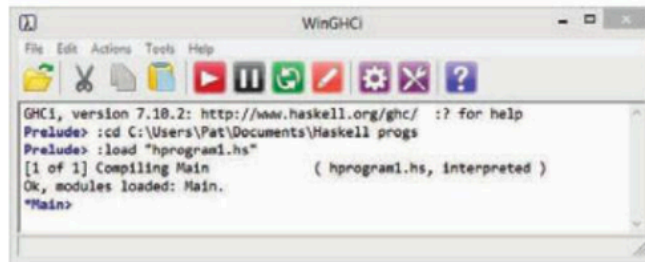 WinGHCi
File Edit Actions Tools Help
GHCi, version 7.10.2: http://www.haskell.org/ghc/ :? for help
Prelude> :cd C:\Users\Pat\Documents\Haskell progs
Prelude> :load "hprogram1.hs"
[1 of 1] Compiling Main ( hprogram1.hs, interpreted )
Ok, modules loaded: Main.
*Main>